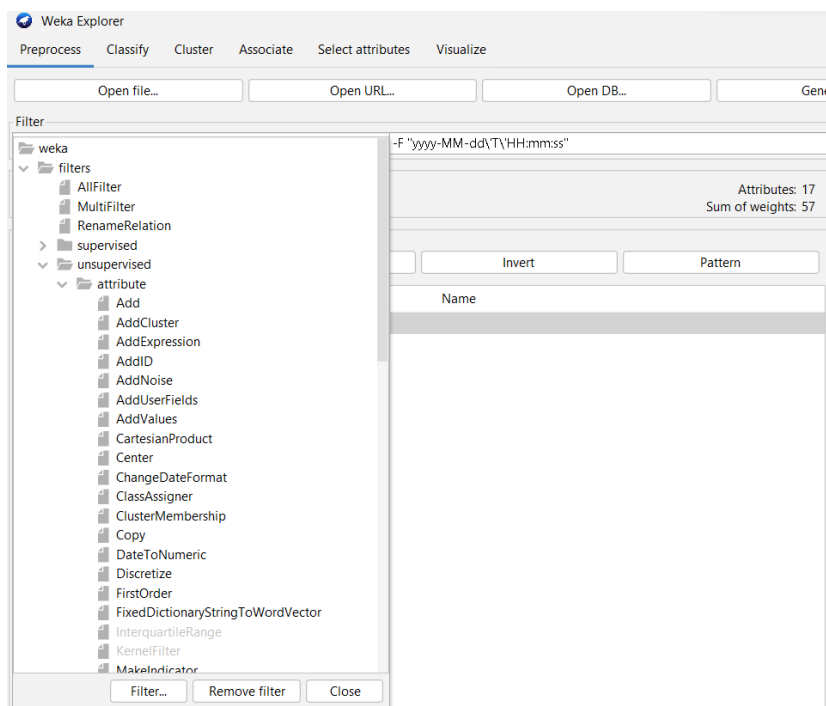 Weka Explorer
Preprocess Classify Cluster Associate Select attributes Visualize
Open file... Open URL... Open DB... Gene
Filter
-F "yyyy-MM-dd\'T\'HH:mm:ss"
weka
filters
AllFilter
MultiFilter
RenameRelation
supervised
unsupervised
attribute
Add
AddCluster
AddExpression
AddID
AddNoise
AddUserFields
AddValues
CartesianProduct
Center
ChangeDateFormat
ClassAssigner
ClusterMembership
Copy
DateToNumeric
Discretize
FirstOrder
FixedDictionaryStringToWordVector
InterquartileRange
KernelFilter
MakeIndicator
Filter... Remove filter Close
Attributes: 17
Sum of weights: 57
Invert Pattern
Name